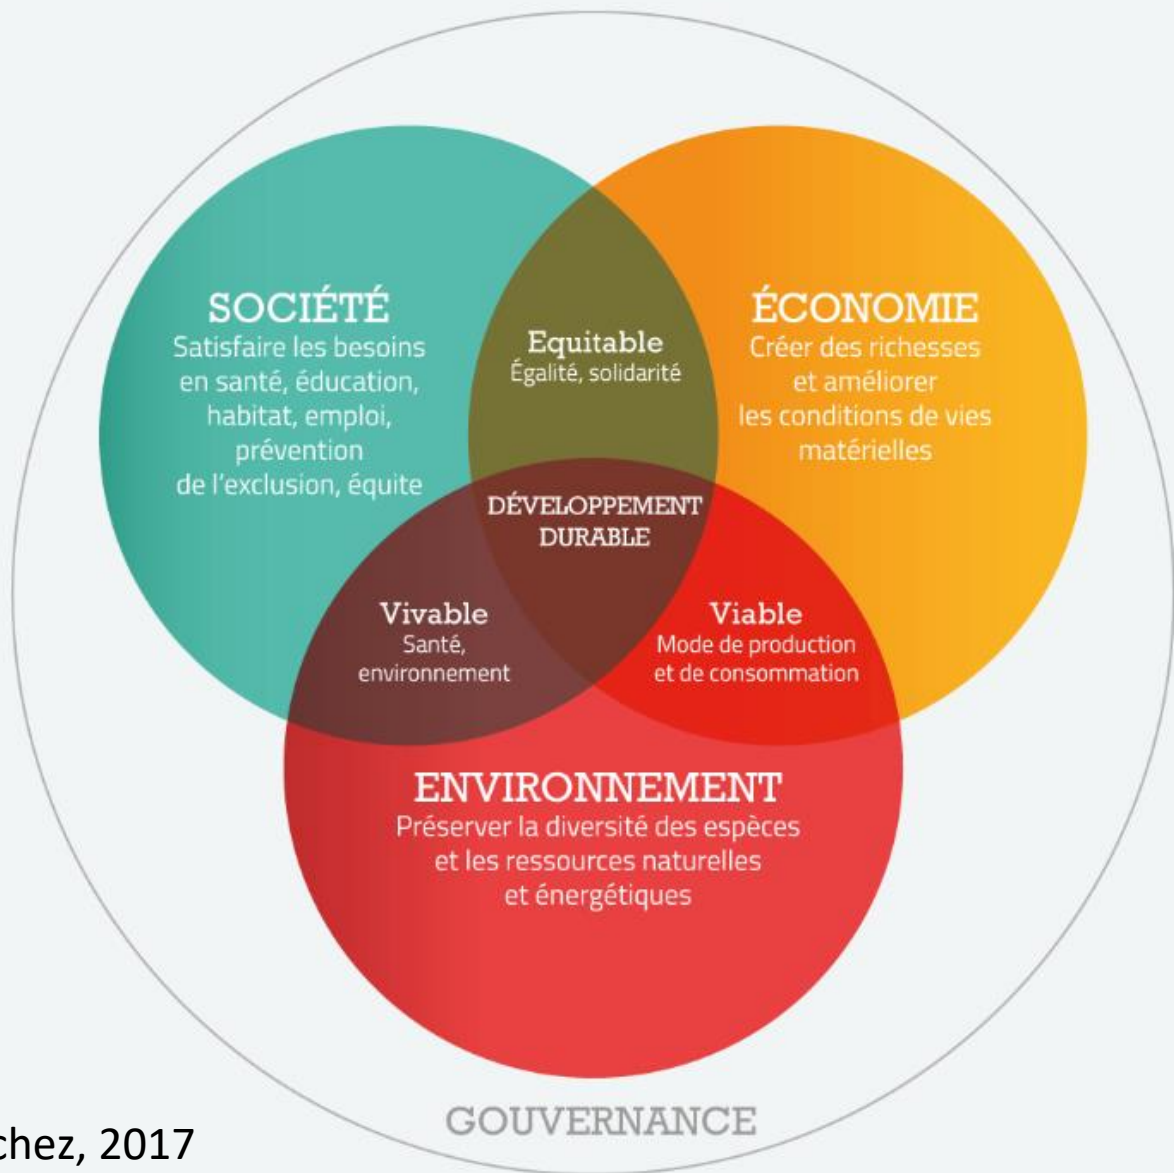 SOCIÉTÉ
Satisfaire les besoins
en santé, éducation,
habitat, emploi,
prévention
de l'exclusion, équite
Equitable
Égalité, solidarité
ÉCONOMIE
Créer des richesses
et améliorer
les conditions de vies
matérielles
DÉVELOPPEMENT
DURABLE
Vivable
Santé,
environnement
Viable
Mode de production
et de consommation
ENVIRONNEMENT
Préserver la diversité des espèces
et les ressources naturelles
et énergétiques
GOUVERNANCE
chez, 2017